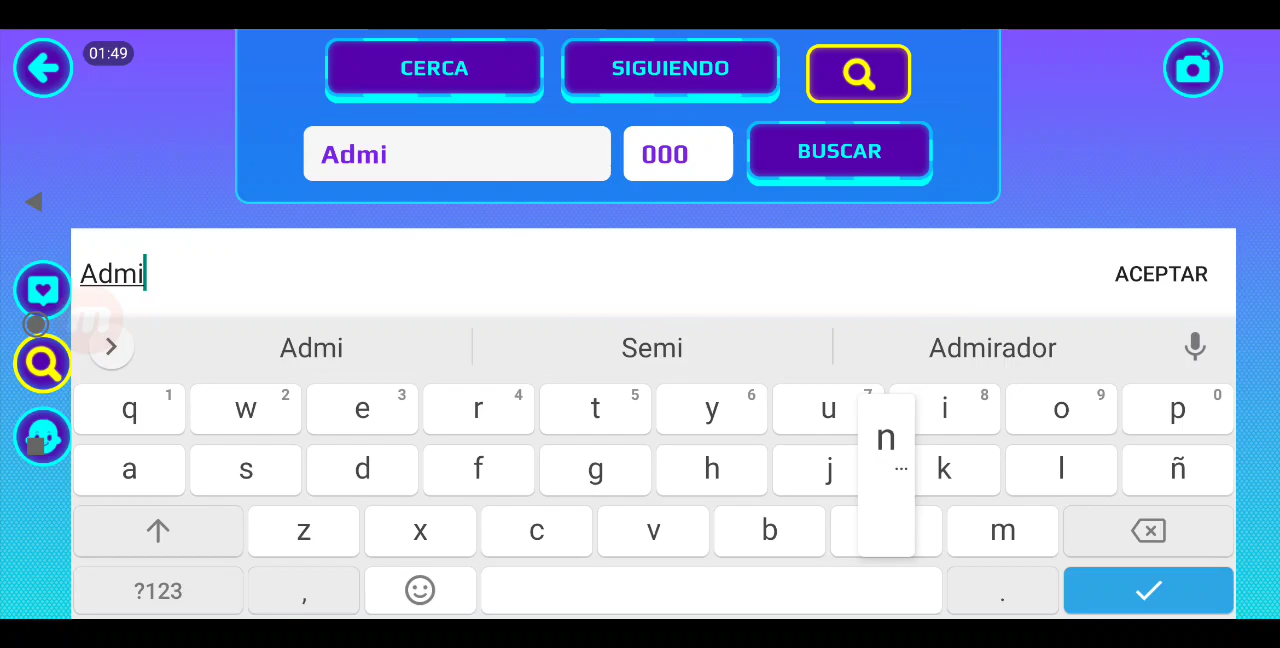 01:49
CERCA SIGUIENDO
Admi 000 BUSCAR
Admi ACEPTAR
Admi Semi Admirador
q 1 w 2 e 3 r 4 t 5 y 6 u 7 i 8 o 9 p 0
n ...
a s d f g h j k l ñ
z x c v b m
?123 , .